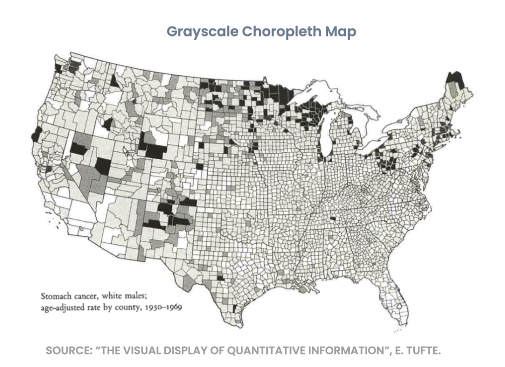 Grayscale Choropleth Map
Stomach cancer, white males;
age-adjusted rate by county, 1950–1969
SOURCE: "THE VISUAL DISPLAY OF QUANTITATIVE INFORMATION", E. TUFTE.